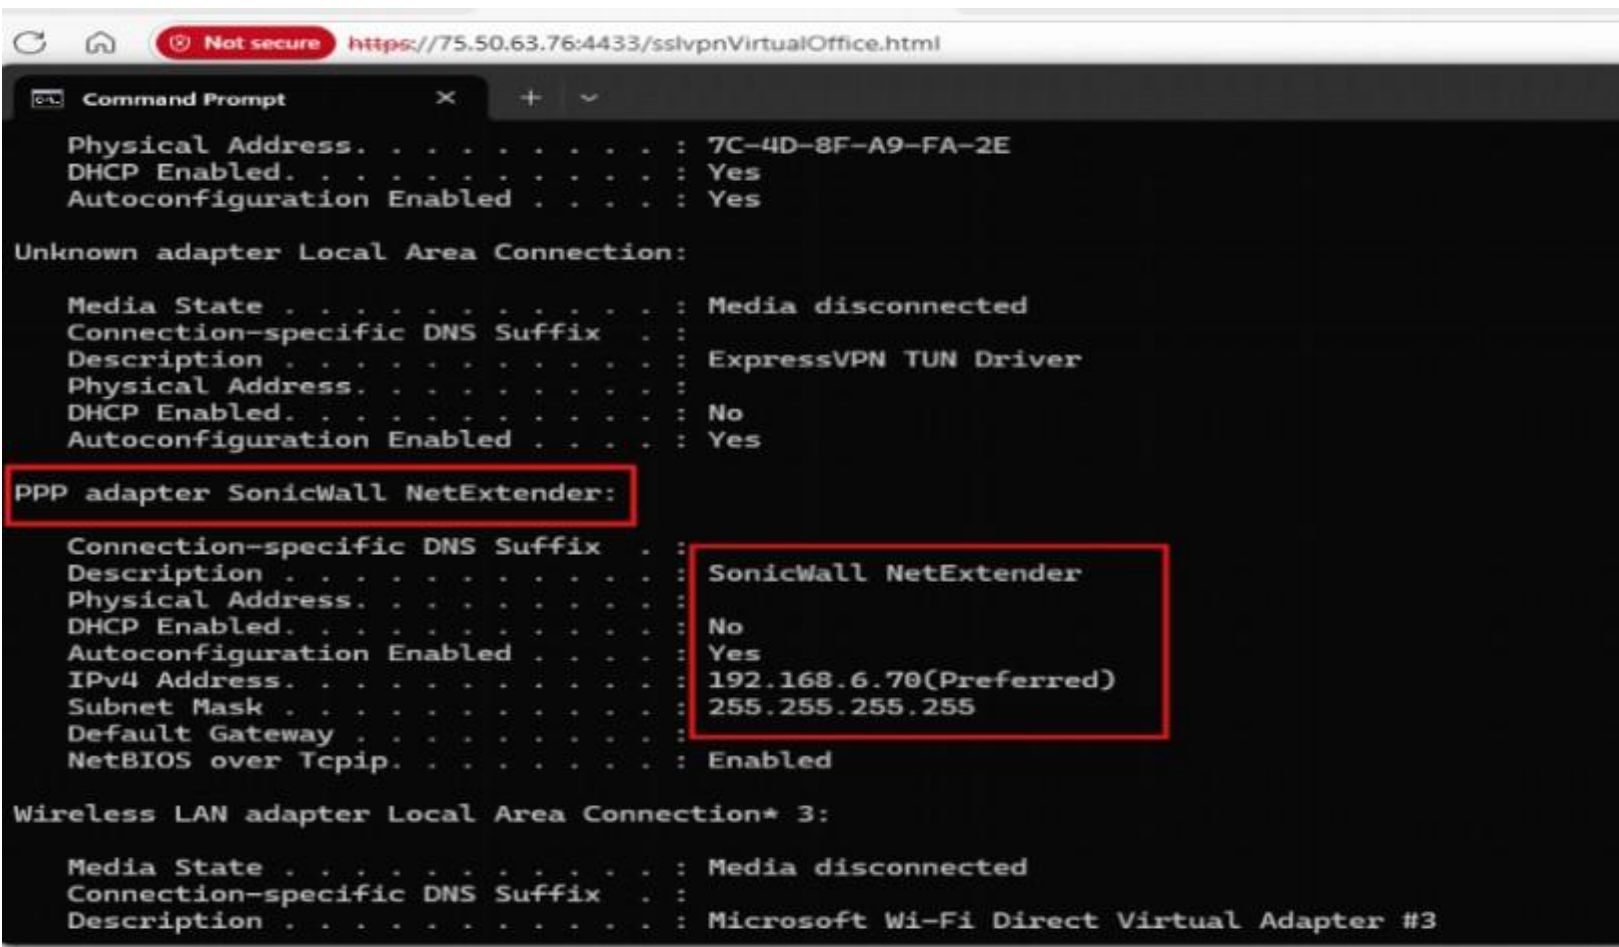 Not secure https://75.50.63.76:4433/sslvpnVirtualOffice.html
Command Prompt
Physical Address. . . . . . . . . : 7C-4D-8F-A9-FA-2E
DHCP Enabled. . . . . . . . . . . : Yes
Autoconfiguration Enabled . . . . : Yes
Unknown adapter Local Area Connection:
Media State . . . . . . . . . . . : Media disconnected
Connection-specific DNS Suffix . :
Description . . . . . . . . . . . : ExpressVPN TUN Driver
Physical Address. . . . . . . . . :
DHCP Enabled. . . . . . . . . . . : No
Autoconfiguration Enabled . . . . : Yes
PPP adapter SonicWall NetExtender:
Connection-specific DNS Suffix . :
Description . . . . . . . . . . . : SonicWall NetExtender
Physical Address. . . . . . . . . :
DHCP Enabled. . . . . . . . . . . : No
Autoconfiguration Enabled . . . . : Yes
IPv4 Address. . . . . . . . . . . : 192.168.6.70(Preferred)
Subnet Mask . . . . . . . . . . . : 255.255.255.255
Default Gateway . . . . . . . . . :
NetBIOS over Tcpip. . . . . . . . : Enabled
Wireless LAN adapter Local Area Connection* 3:
Media State . . . . . . . . . . . : Media disconnected
Connection-specific DNS Suffix . :
Description . . . . . . . . . . . : Microsoft Wi-Fi Direct Virtual Adapter #3